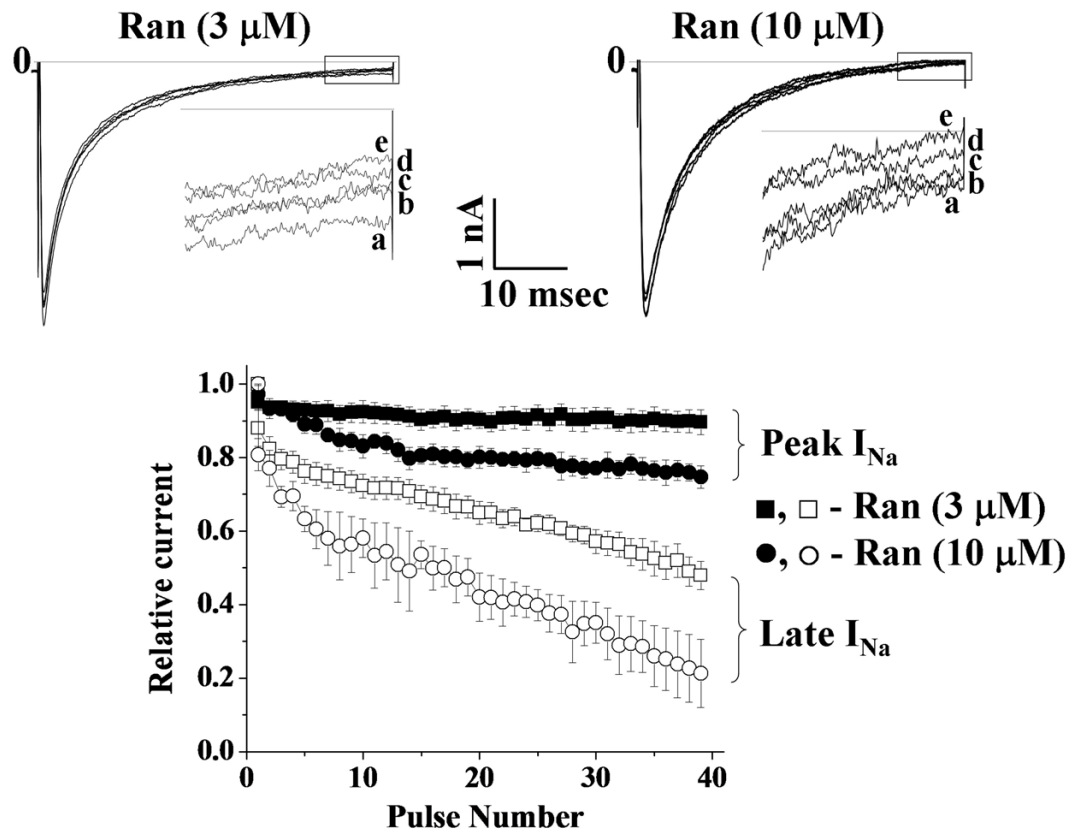 Ran (3 μM)
Ran (10 μM)
0
0
e
d
c
b
a
e
d
c
b
a
1 nA
10 msec
1.0
0.8
0.6
0.4
0.2
0.0
Relative current
0
10
20
30
40
Pulse Number
Peak INa
■, □ - Ran (3 μM)
●, ○ - Ran (10 μM)
Late INa